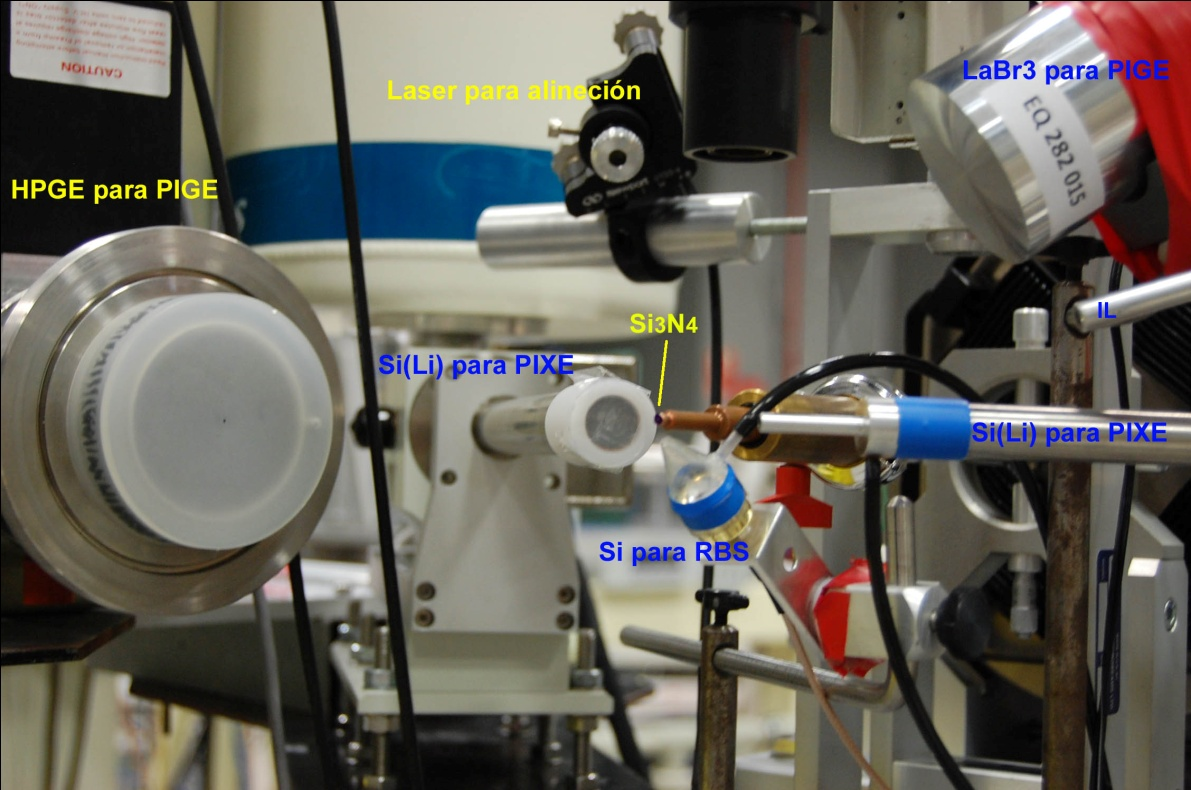 CAUTION
Laser para alineción
LaBr3 para PIGE
EQ 282 015
HPGE para PIGE
IL
Si3N4
Si(Li) para PIXE
Si(Li) para PIXE
Si para RBS